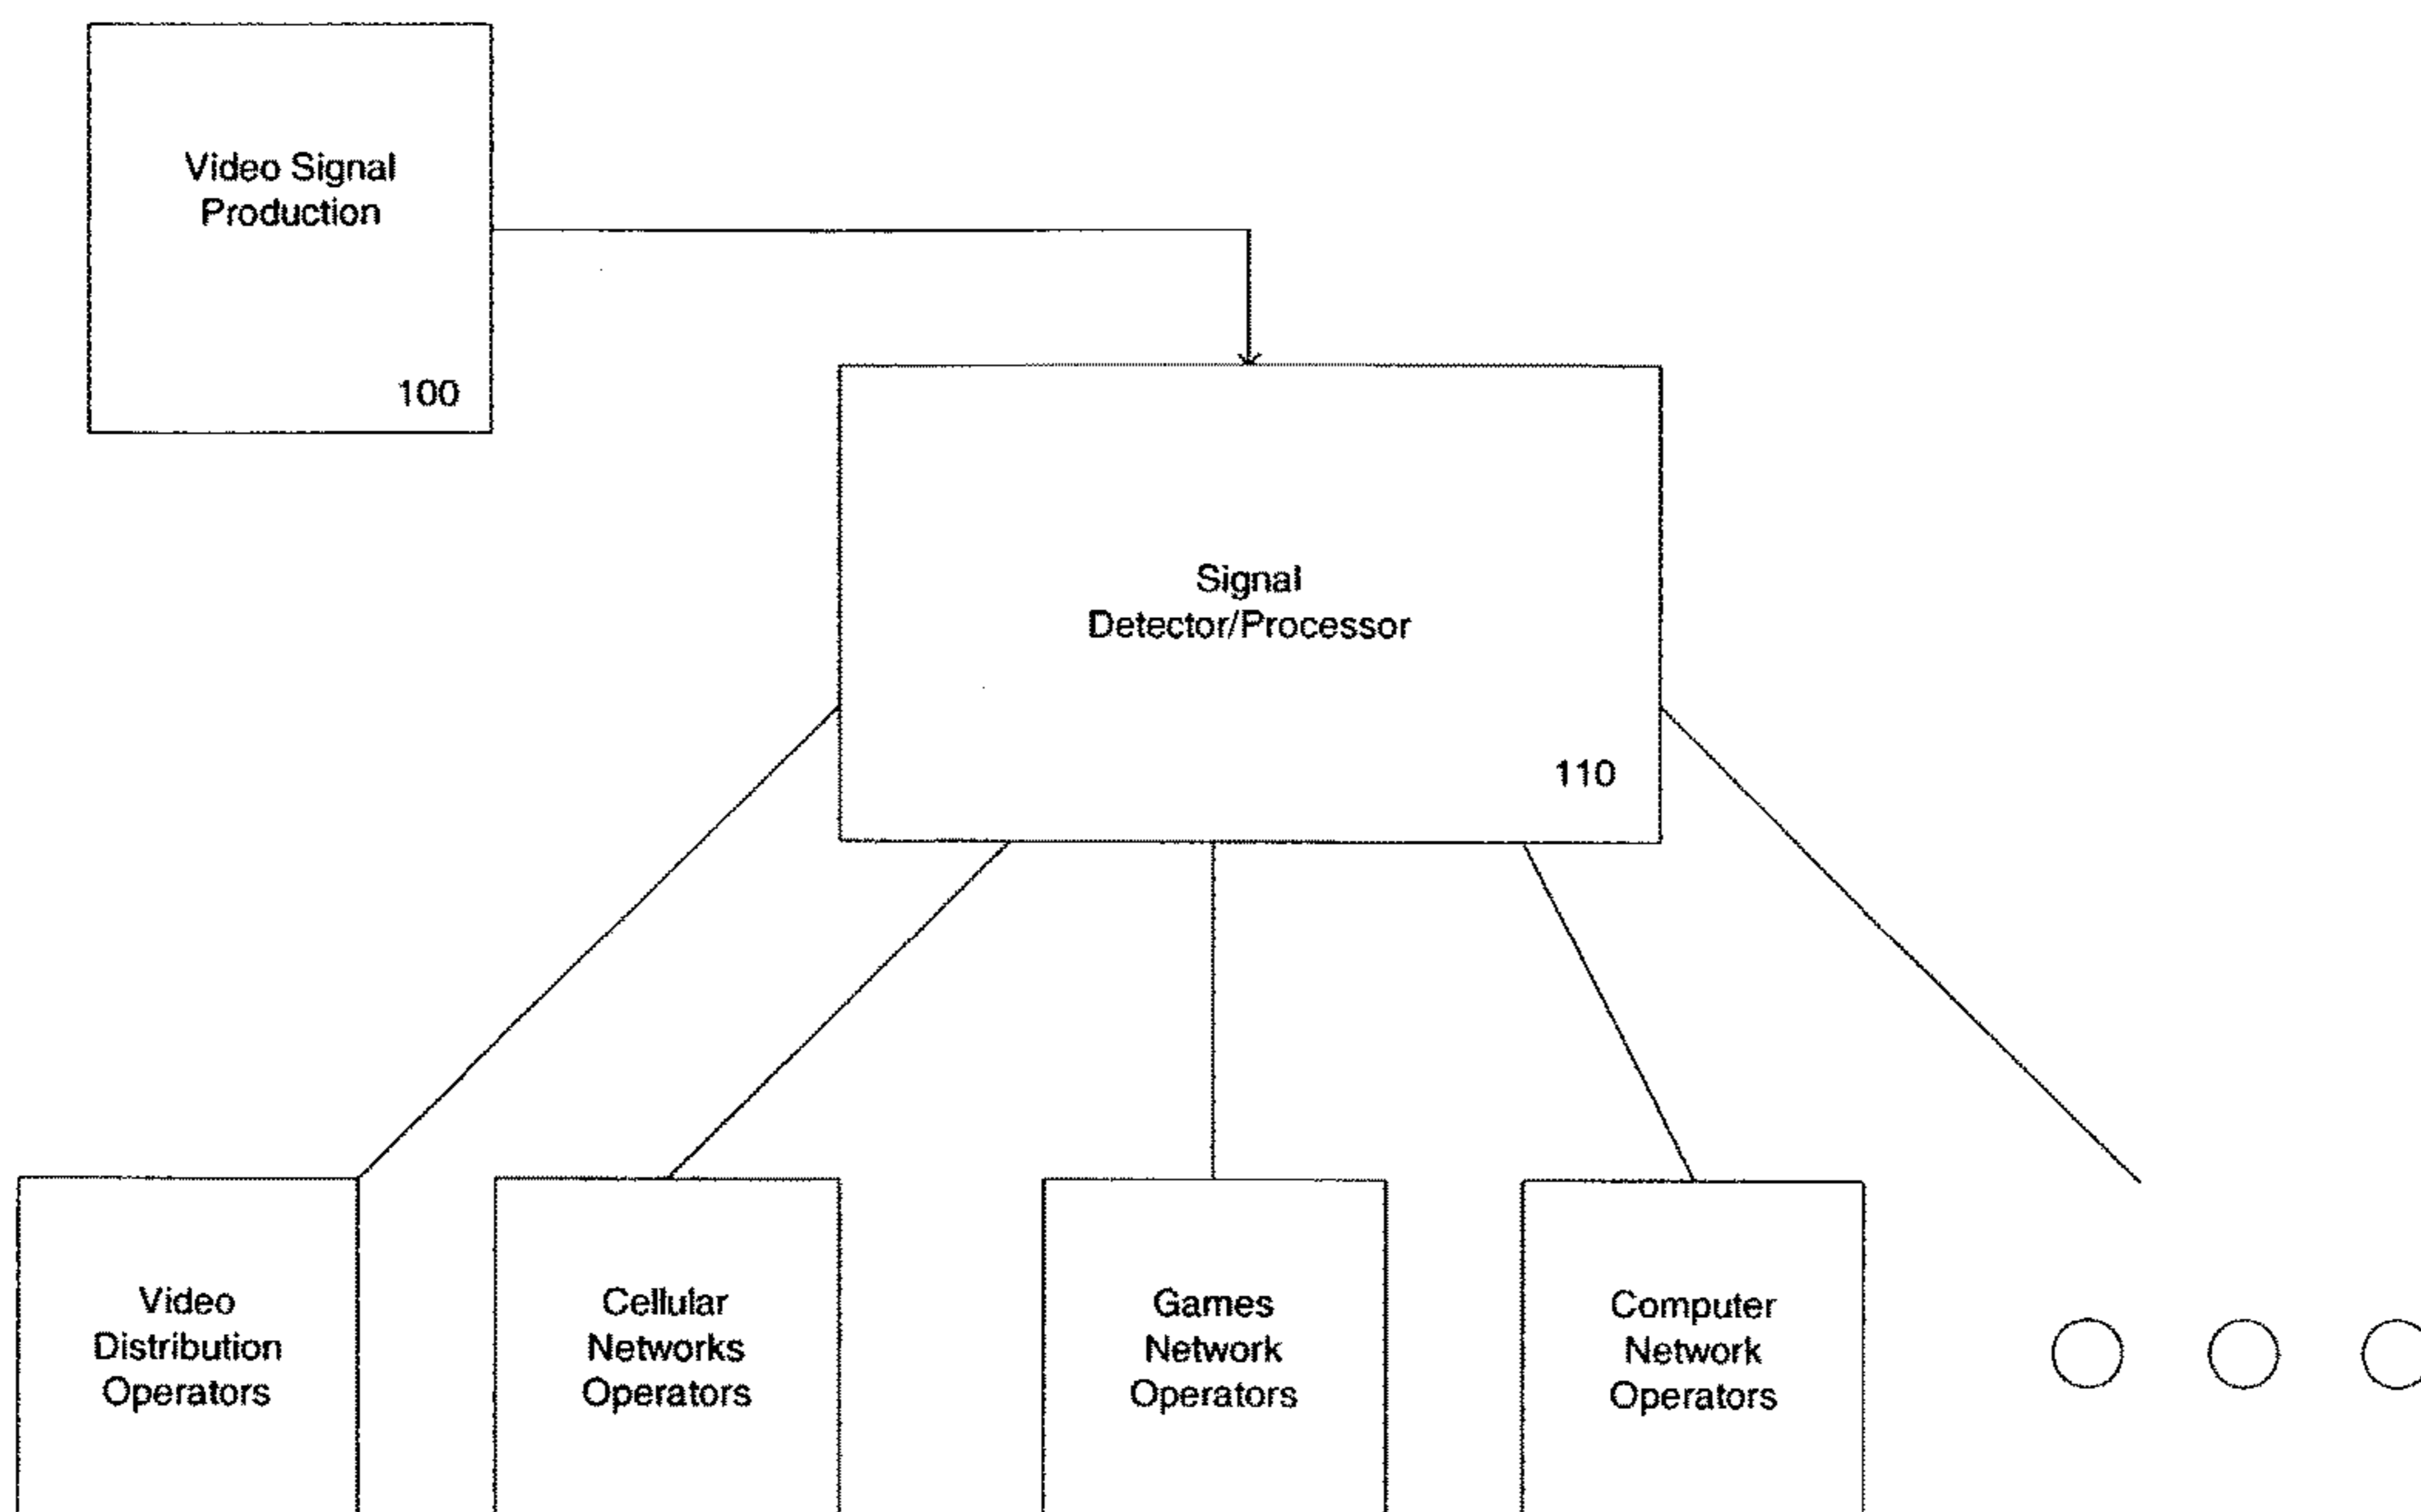 Video Signal
Production
100
Signal
Detector/Processor
110
Video
Distribution
Operators
Cellular
Networks
Operators
Games
Network
Operators
Computer
Network
Operators